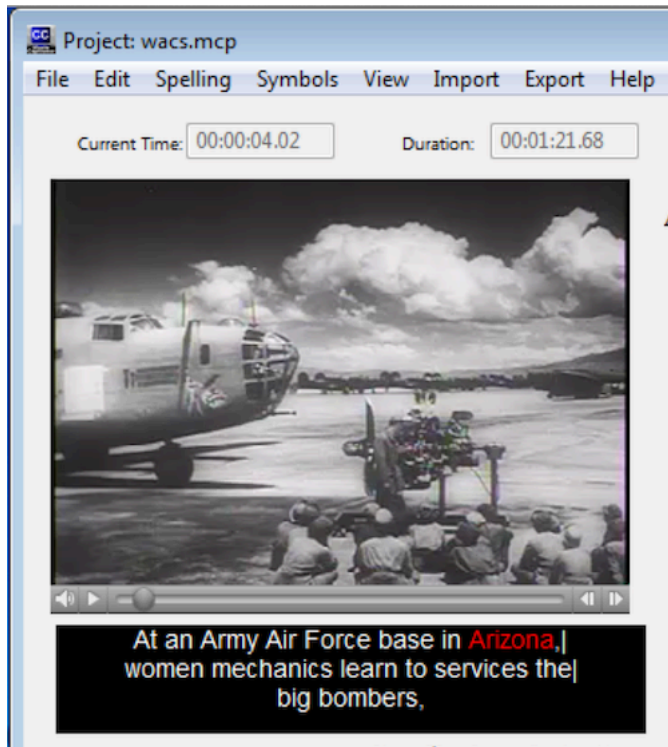 CC
Project: wacs.mcp
File Edit Spelling Symbols View Import Export Help
Current Time: 00:00:04.02 Duration: 00:01:21.68
At an Army Air Force base in Arizona,|
women mechanics learn to services the|
big bombers,